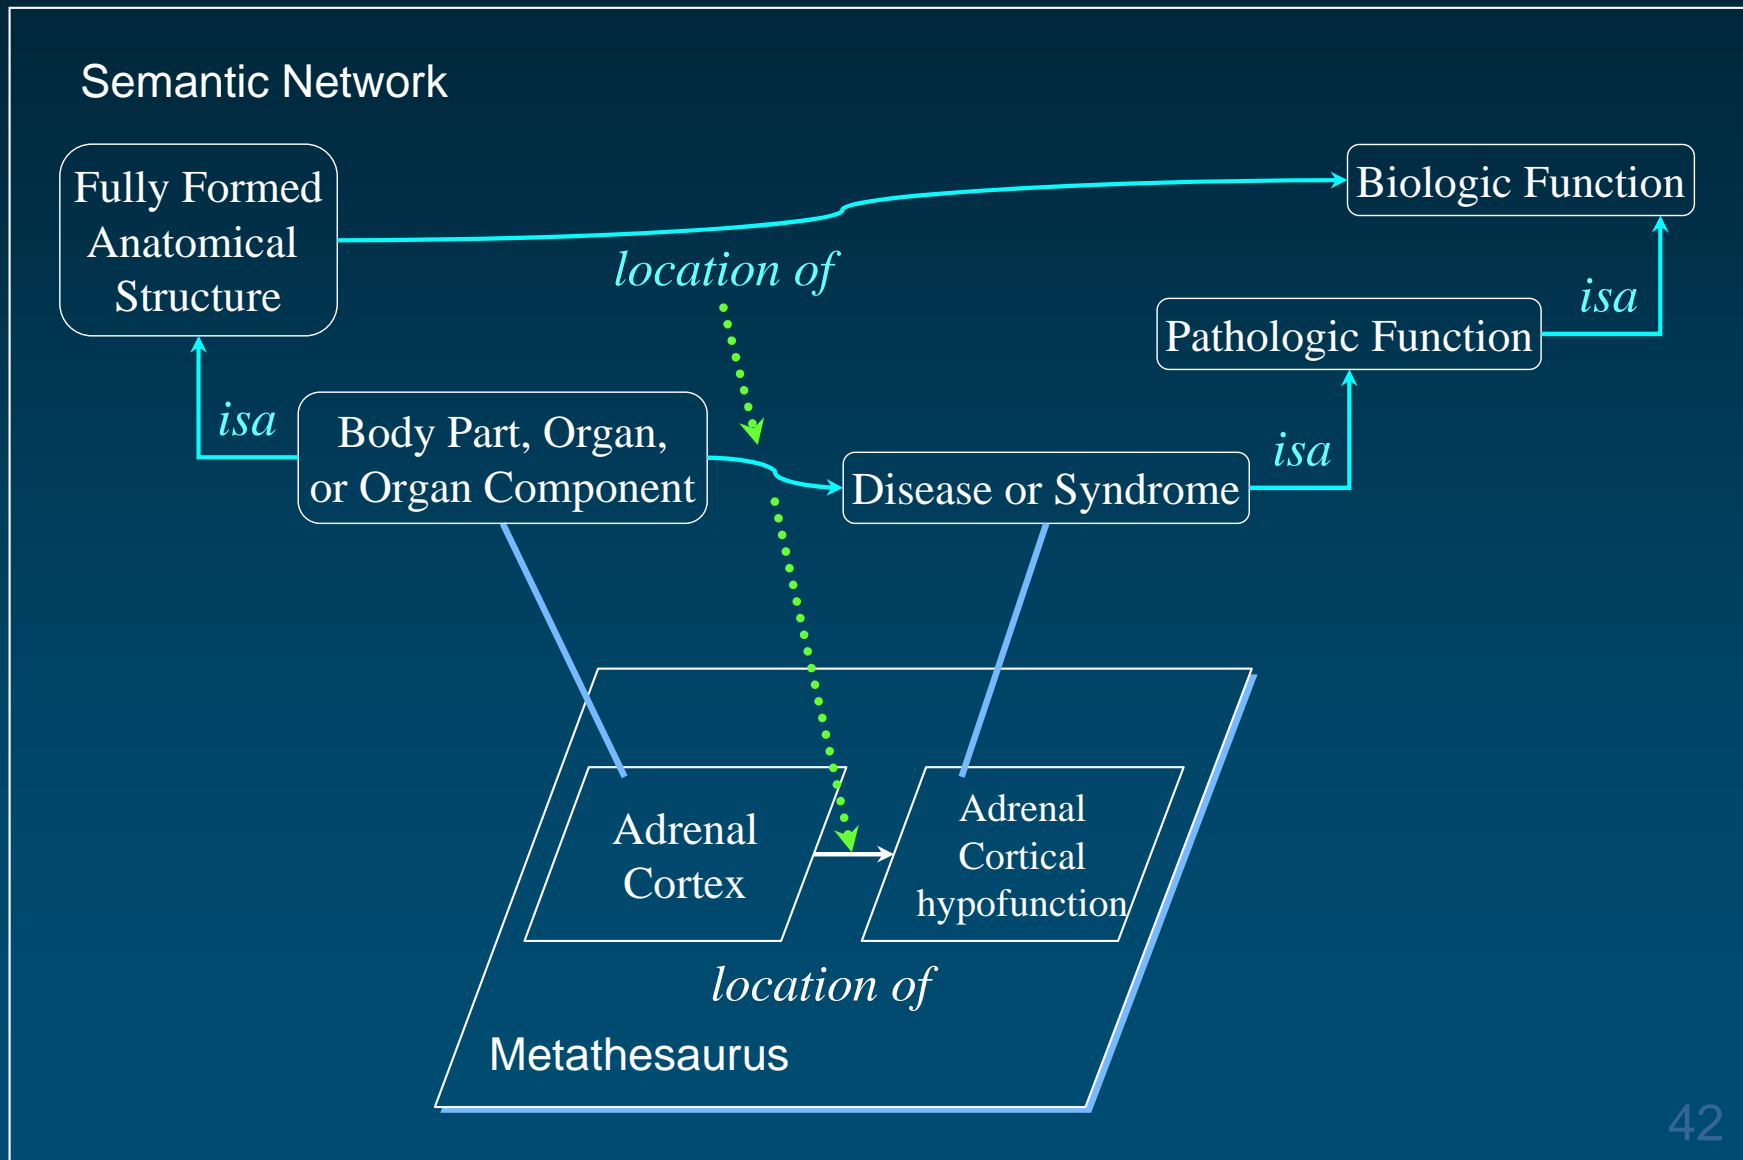 Semantic Network
Fully Formed
Anatomical
Structure
Biologic Function
location of
isa
Pathologic Function
isa
Body Part, Organ,
or Organ Component
isa
Disease or Syndrome
Adrenal
Cortex
Adrenal
Cortical
hypofunction
location of
Metathesaurus
42